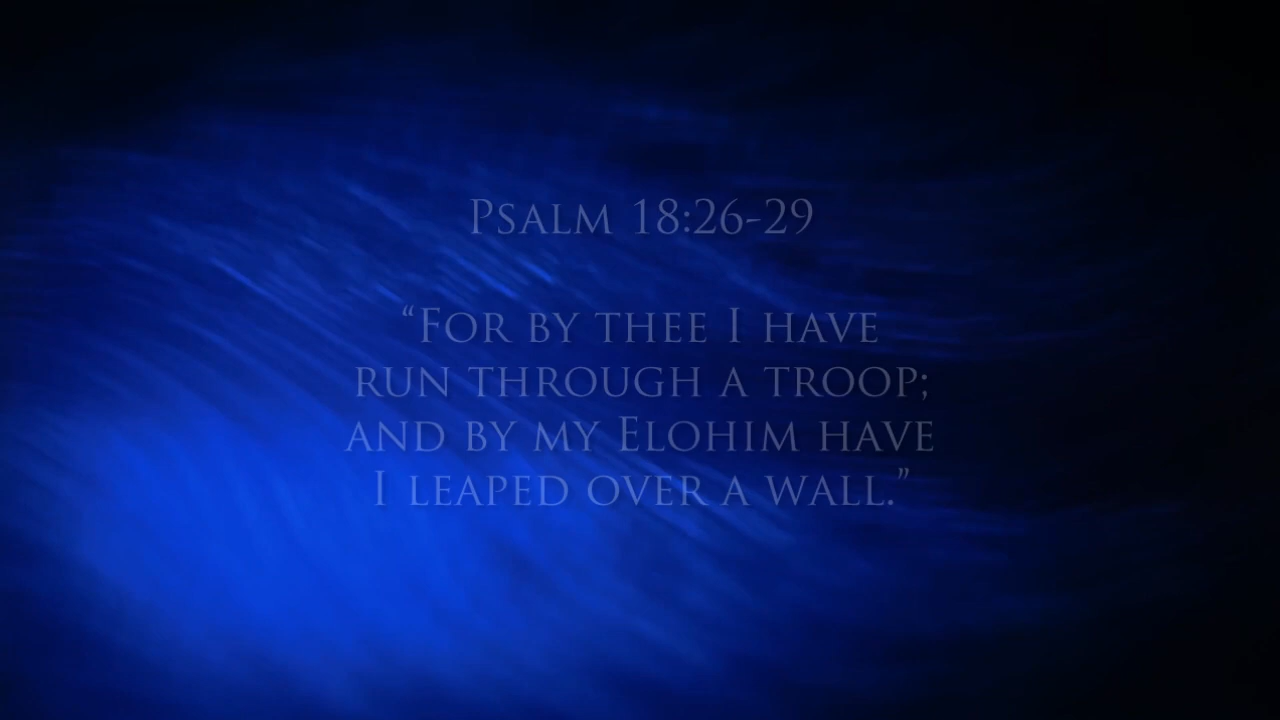 Psalm 18:26-29
“For by thee I have
run through a troop;
and by my Elohim have
I leaped over a wall.”